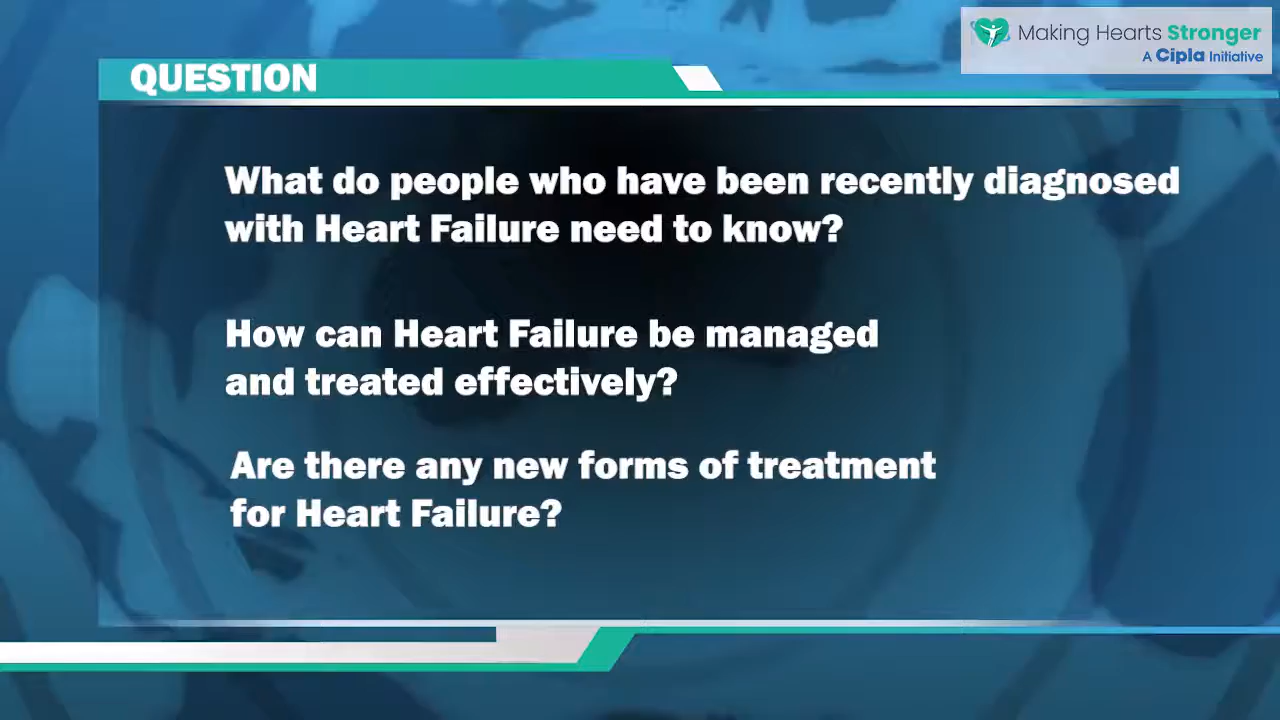 Making Hearts Stronger
A Cipla Initiative
QUESTION
What do people who have been recently diagnosed
with Heart Failure need to know?
How can Heart Failure be managed
and treated effectively?
Are there any new forms of treatment
for Heart Failure?